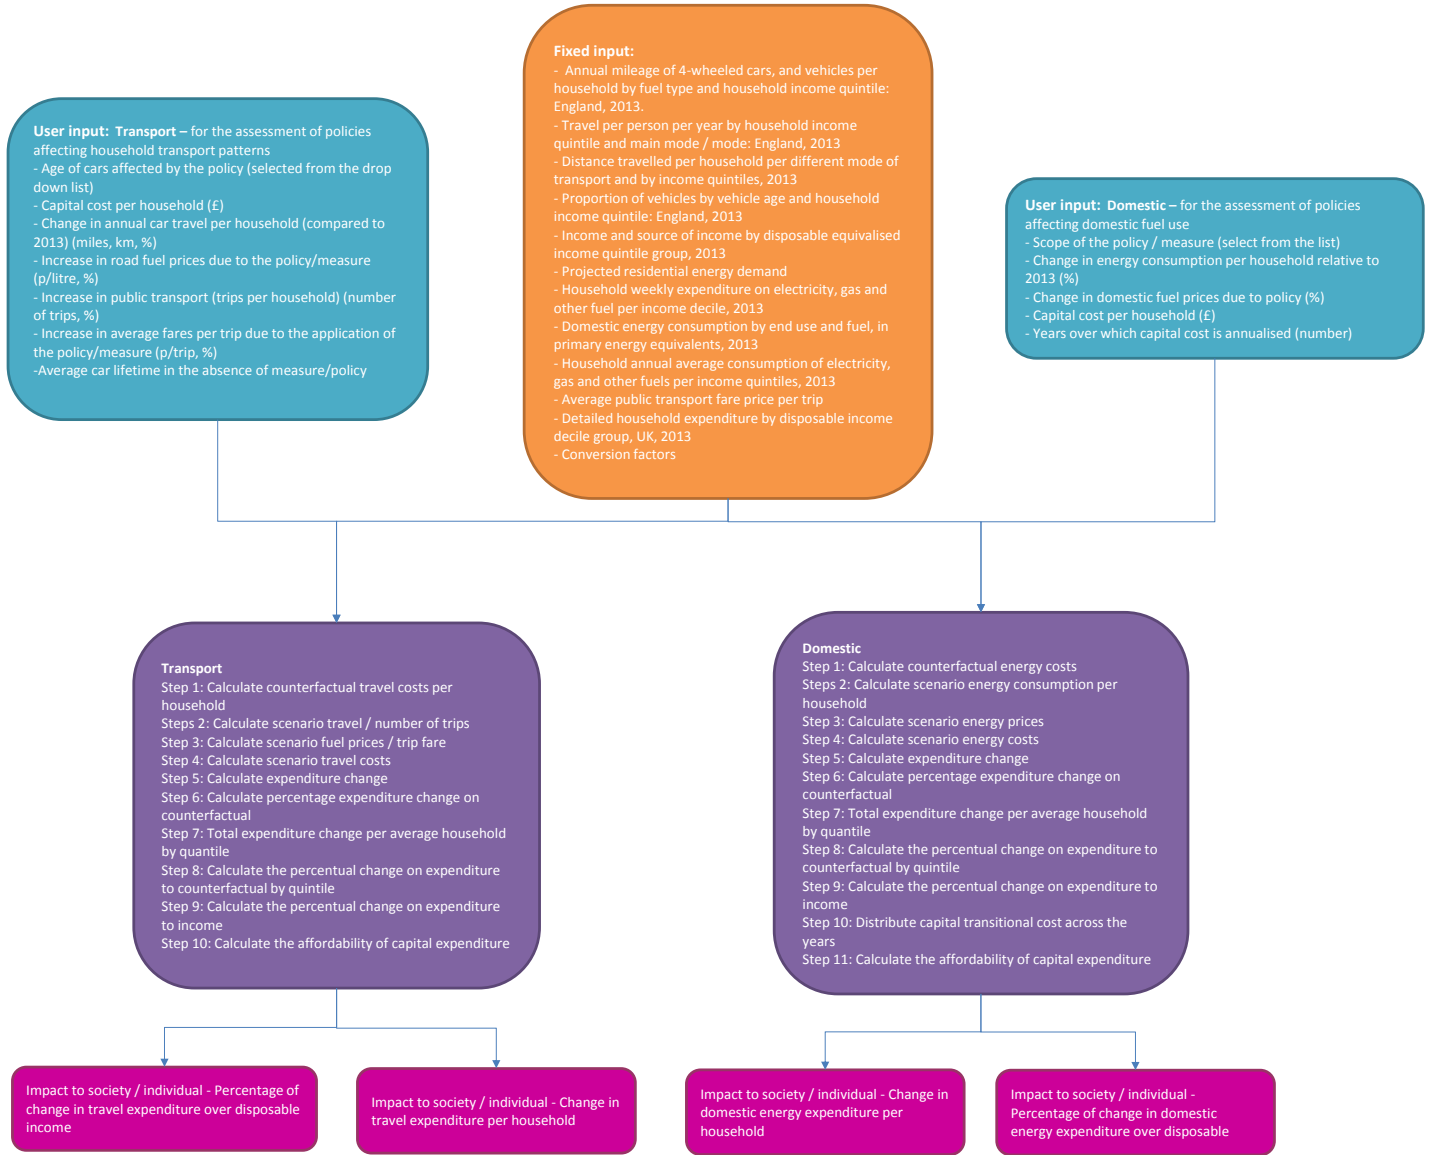 Fixed input:
- Annual mileage of 4-wheeled cars, and vehicles per
household by fuel type and household income quintile:
England, 2013.
- Travel per person per year by household income
quintile and main mode / mode: England, 2013
- Distance travelled per household per different mode of
transport and by income quintiles, 2013
- Proportion of vehicles by vehicle age and household
income quintile: England, 2013
- Income and source of income by disposable equivalised
income quintile group, 2013
- Projected residential energy demand
- Household weekly expenditure on electricity, gas and
other fuel per income decile, 2013
- Domestic energy consumption by end use and fuel, in
primary energy equivalents, 2013
- Household annual average consumption of electricity,
gas and other fuels per income quintiles, 2013
- Average public transport fare price per trip
- Detailed household expenditure by disposable income
decile group, UK, 2013
- Conversion factors
User input: Transport – for the assessment of policies
affecting household transport patterns
- Age of cars affected by the policy (selected from the drop
down list)
- Capital cost per household (£)
- Change in annual car travel per household (compared to
2013) (miles, km, %)
- Increase in road fuel prices due to the policy/measure
(p/litre, %)
- Increase in public transport (trips per household) (number
of trips, %)
- Increase in average fares per trip due to the application of
the policy/measure (p/trip, %)
-Average car lifetime in the absence of measure/policy
User input: Domestic – for the assessment of policies
affecting domestic fuel use
- Scope of the policy / measure (select from the list)
- Change in energy consumption per household relative to
2013 (%)
- Change in domestic fuel prices due to policy (%)
- Capital cost per household (£)
- Years over which capital cost is annualised (number)
Transport
Step 1: Calculate counterfactual travel costs per
household
Steps 2: Calculate scenario travel / number of trips
Step 3: Calculate scenario fuel prices / trip fare
Step 4: Calculate scenario travel costs
Step 5: Calculate expenditure change
Step 6: Calculate percentage expenditure change on
counterfactual
Step 7: Total expenditure change per average household
by quantile
Step 8: Calculate the percentual change on expenditure
to counterfactual by quintile
Step 9: Calculate the percentual change on expenditure
to income
Step 10: Calculate the affordability of capital expenditure
Domestic
Step 1: Calculate counterfactual energy costs
Steps 2: Calculate scenario energy consumption per
household
Step 3: Calculate scenario energy prices
Step 4: Calculate scenario energy costs
Step 5: Calculate expenditure change
Step 6: Calculate percentage expenditure change on
counterfactual
Step 7: Total expenditure change per average household
by quantile
Step 8: Calculate the percentual change on expenditure to
counterfactual by quintile
Step 9: Calculate the percentual change on expenditure to
income
Step 10: Distribute capital transitional cost across the
years
Step 11: Calculate the affordability of capital expenditure
Impact to society / individual - Percentage of
change in travel expenditure over disposable
income
Impact to society / individual - Change in
travel expenditure per household
Impact to society / individual - Change in
domestic energy expenditure per
household
Impact to society / individual -
Percentage of change in domestic
energy expenditure over disposable